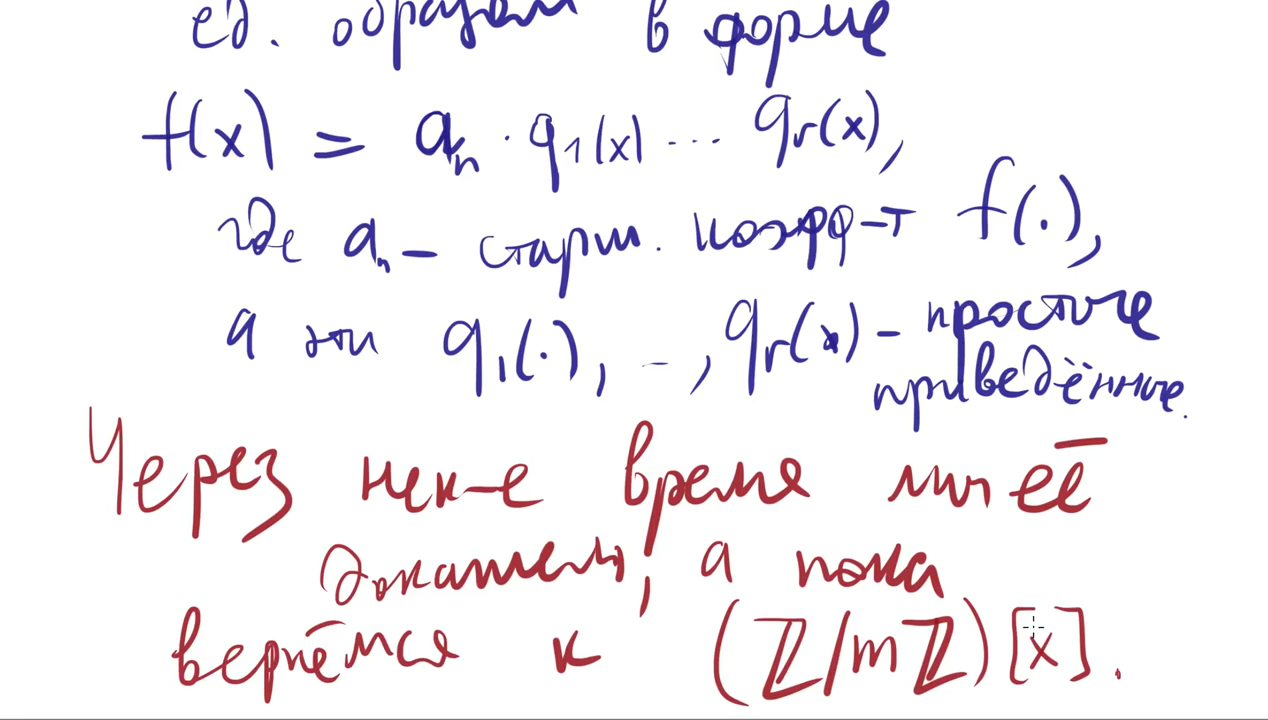 ед. образом в форме
f(x) = aₙ · q₁(x) ... qᵣ(x),
где aₙ – старш. коэфф-т f(·),
а эти q₁(·), ..., qᵣ(x) – простые
приведённые.
Через нек-е время мы её
докажем, а пока
вернёмся к (ℤ/mℤ)[x].